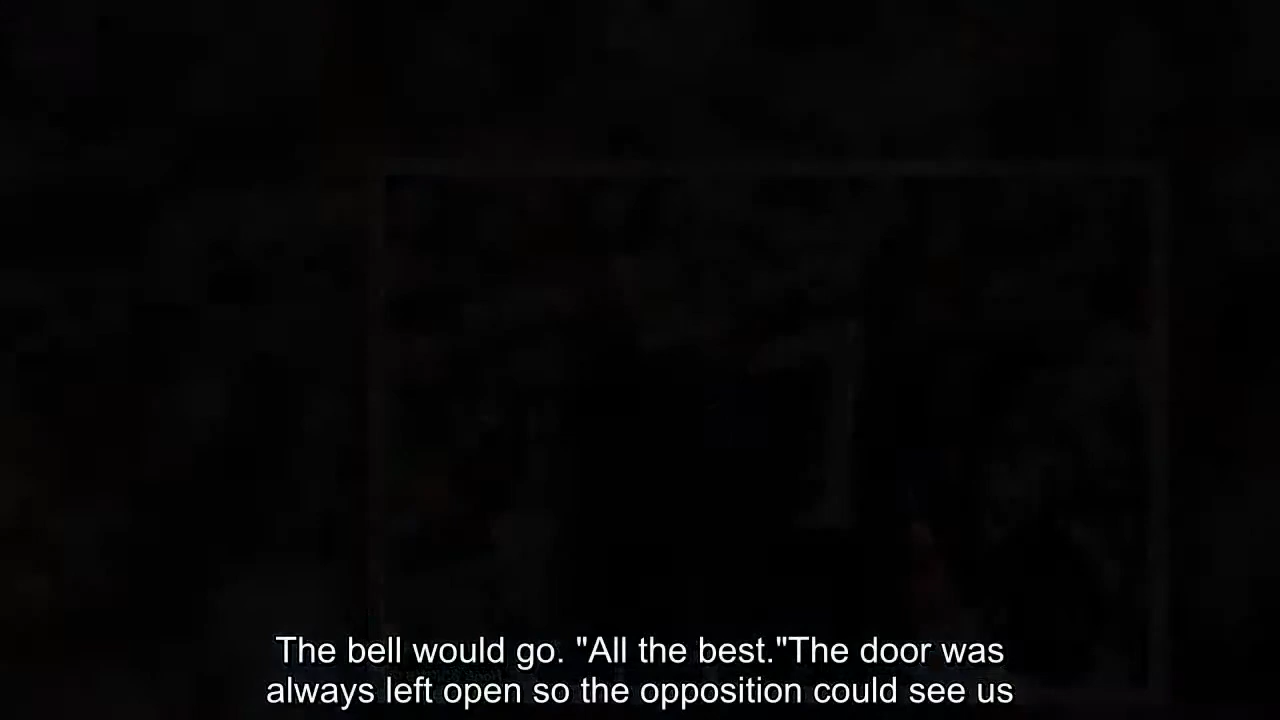 The bell would go. "All the best."The door was
always left open so the opposition could see us